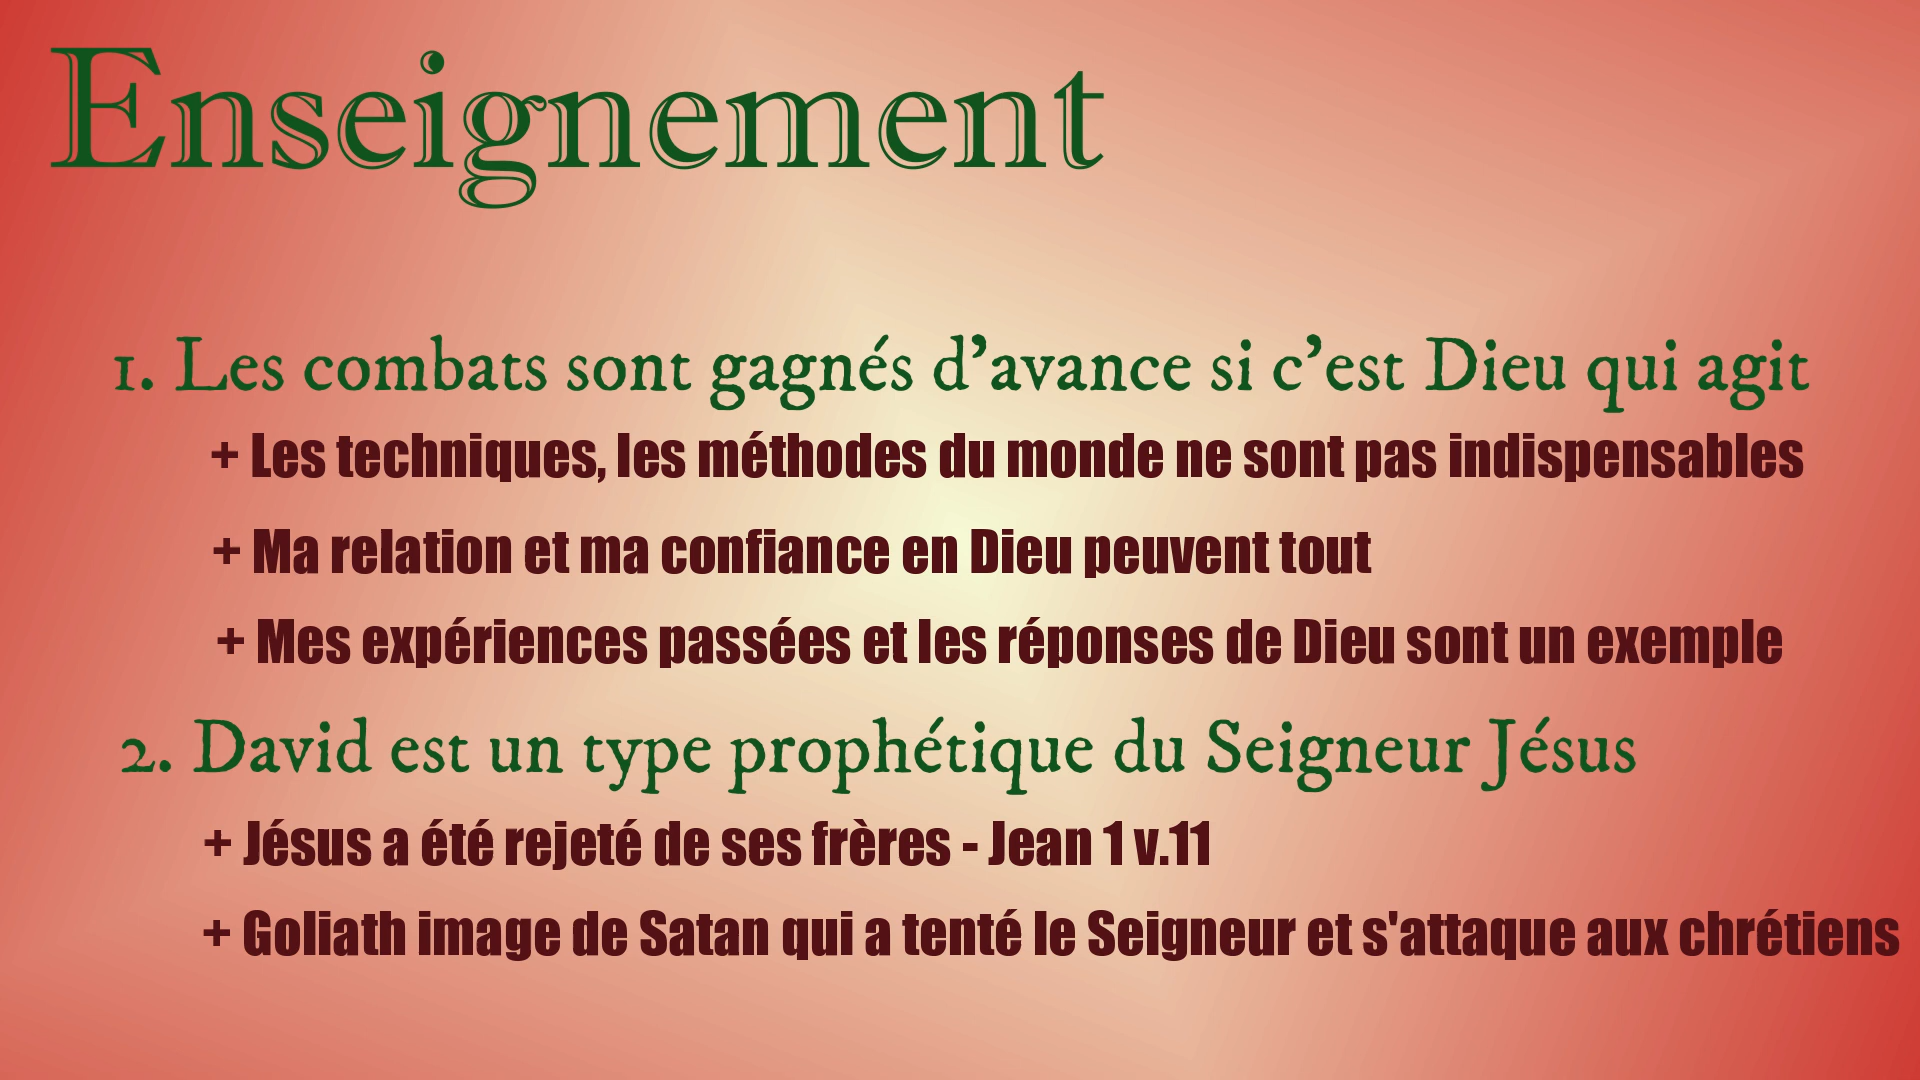 Enseignement
1. Les combats sont gagnés d’avance si c’est Dieu qui agit
+ Les techniques, les méthodes du monde ne sont pas indispensables
+ Ma relation et ma confiance en Dieu peuvent tout
+ Mes expériences passées et les réponses de Dieu sont un exemple
2. David est un type prophétique du Seigneur Jésus
+ Jésus a été rejeté de ses frères - Jean 1 v.11
+ Goliath image de Satan qui a tenté le Seigneur et s'attaque aux chrétiens